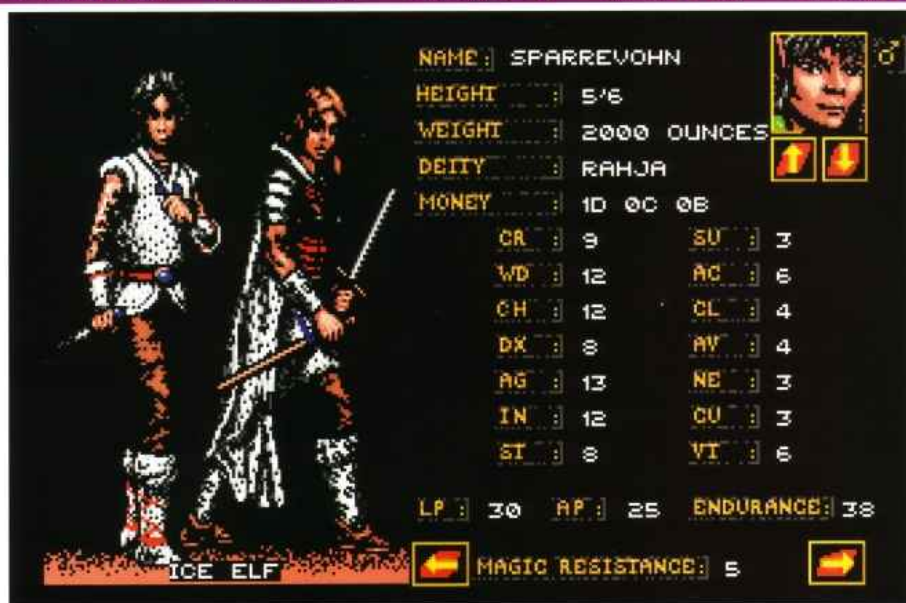 NAME: SPARREVOHN
HEIGHT : 5'6
WEIGHT : 2000 OUNCES
DEITY : RAHJA
MONEY : 1D 0C 0B
CR : 9 SU : 3
WD : 12 AC : 6
CH : 12 CL : 4
DX : 8 AV : 4
AG : 13 NE : 3
IN : 12 CU : 3
ST : 8 VT : 6
LP : 30 AP : 25 ENDURANCE: 38
ICE ELF MAGIC RESISTANCE: 5